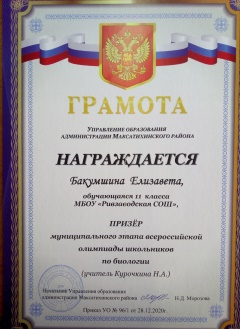 ГРАМОТА
Управление образования
администрации Максатихинского района
НАГРАЖДАЕТСЯ
Бакумшина Елизавета,
обучающаяся 11 класса
МБОУ «Ривзаводская СОШ»,
ПРИЗЁР
муниципального этапа всероссийской
олимпиады школьников
по биологии
(учитель Курочкина Н.А.)
Начальник Управления образования
администрации Максатихинского района Н.Д. Морозова
Приказ УО № 96/1 от 28.12.2020г.